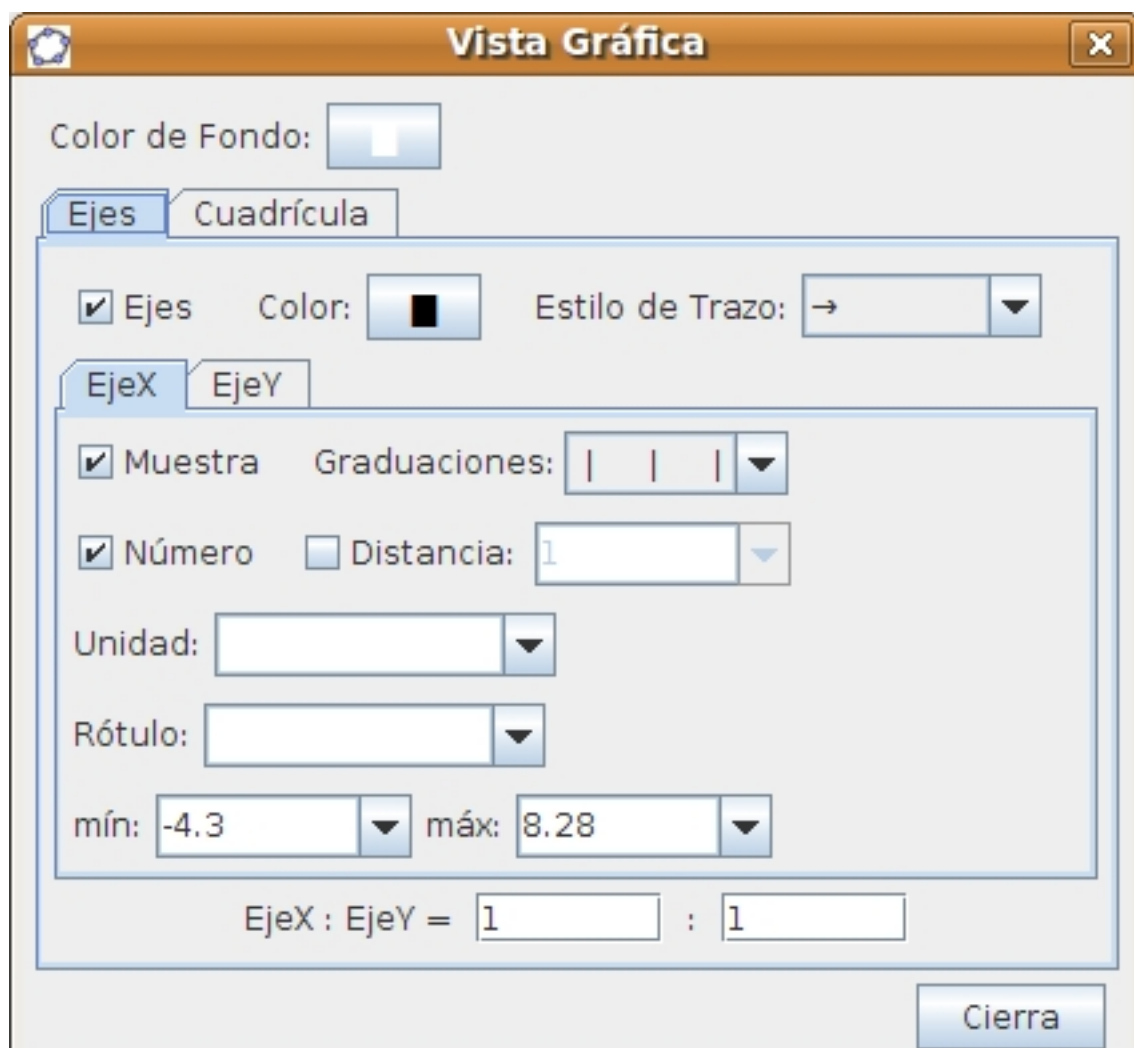 Vista Gráfica
Color de Fondo:
Ejes Cuadrícula
Ejes Color: Estilo de Trazo: →
EjeX EjeY
Muestra Graduaciones: | | |
Número Distancia: 1
Unidad:
Rótulo:
mín: -4.3 máx: 8.28
EjeX : EjeY = 1 : 1
Cierra